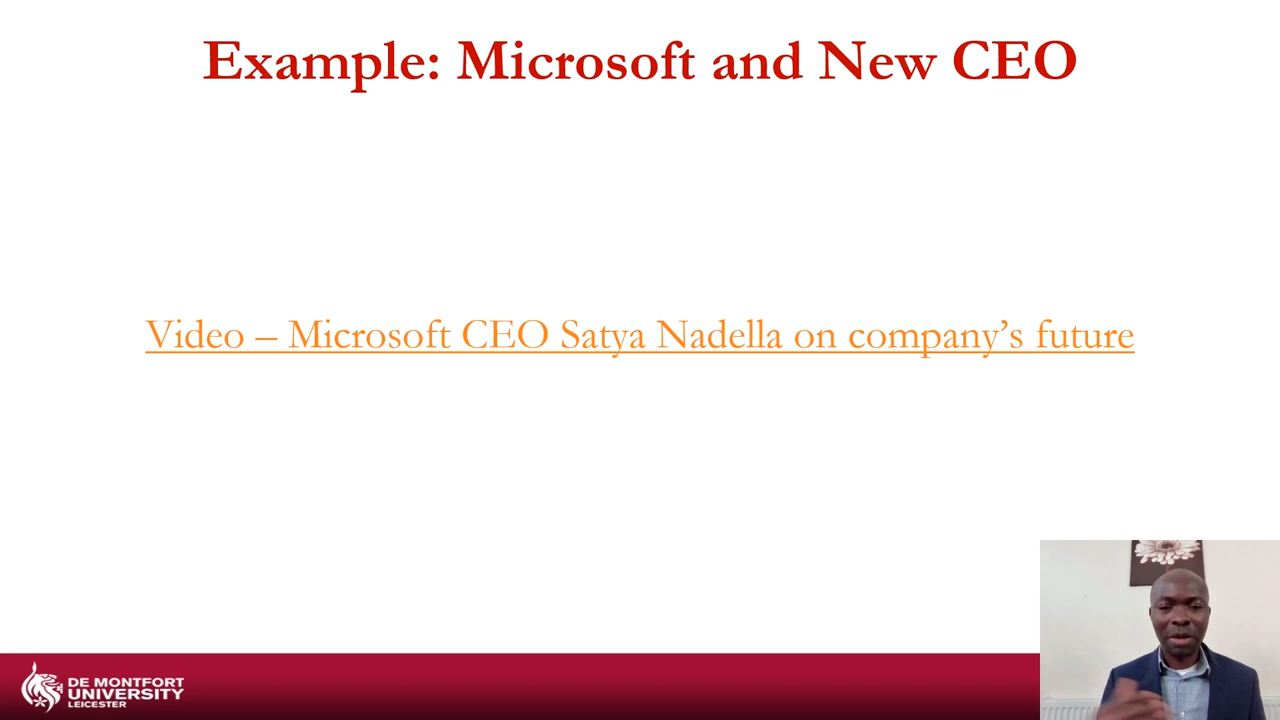 Example: Microsoft and New CEO
Video – Microsoft CEO Satya Nadella on company’s future
DE MONTFORT
UNIVERSITY
LEICESTER